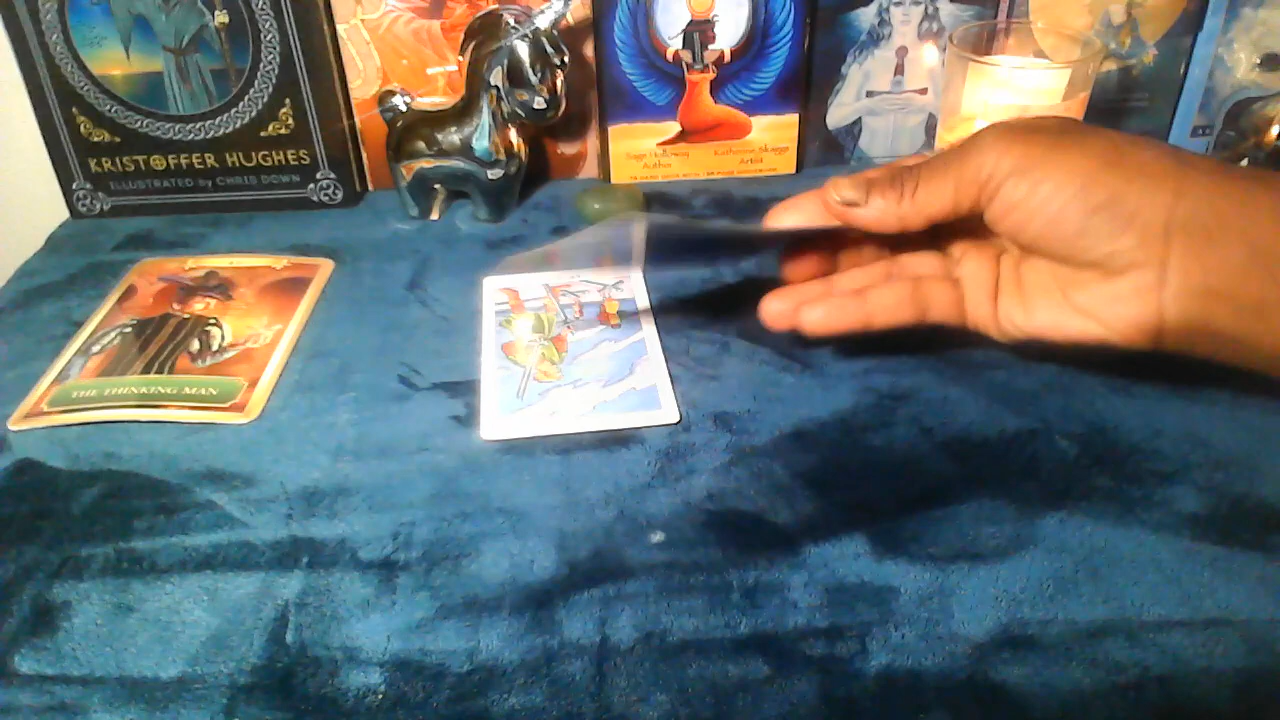 KRISTOFFER HUGHES
ILLUSTRATED by CHRIS DOWN
Sage Holloway
Author
Katherine Skaggs
Artist
THE THINKING MAN